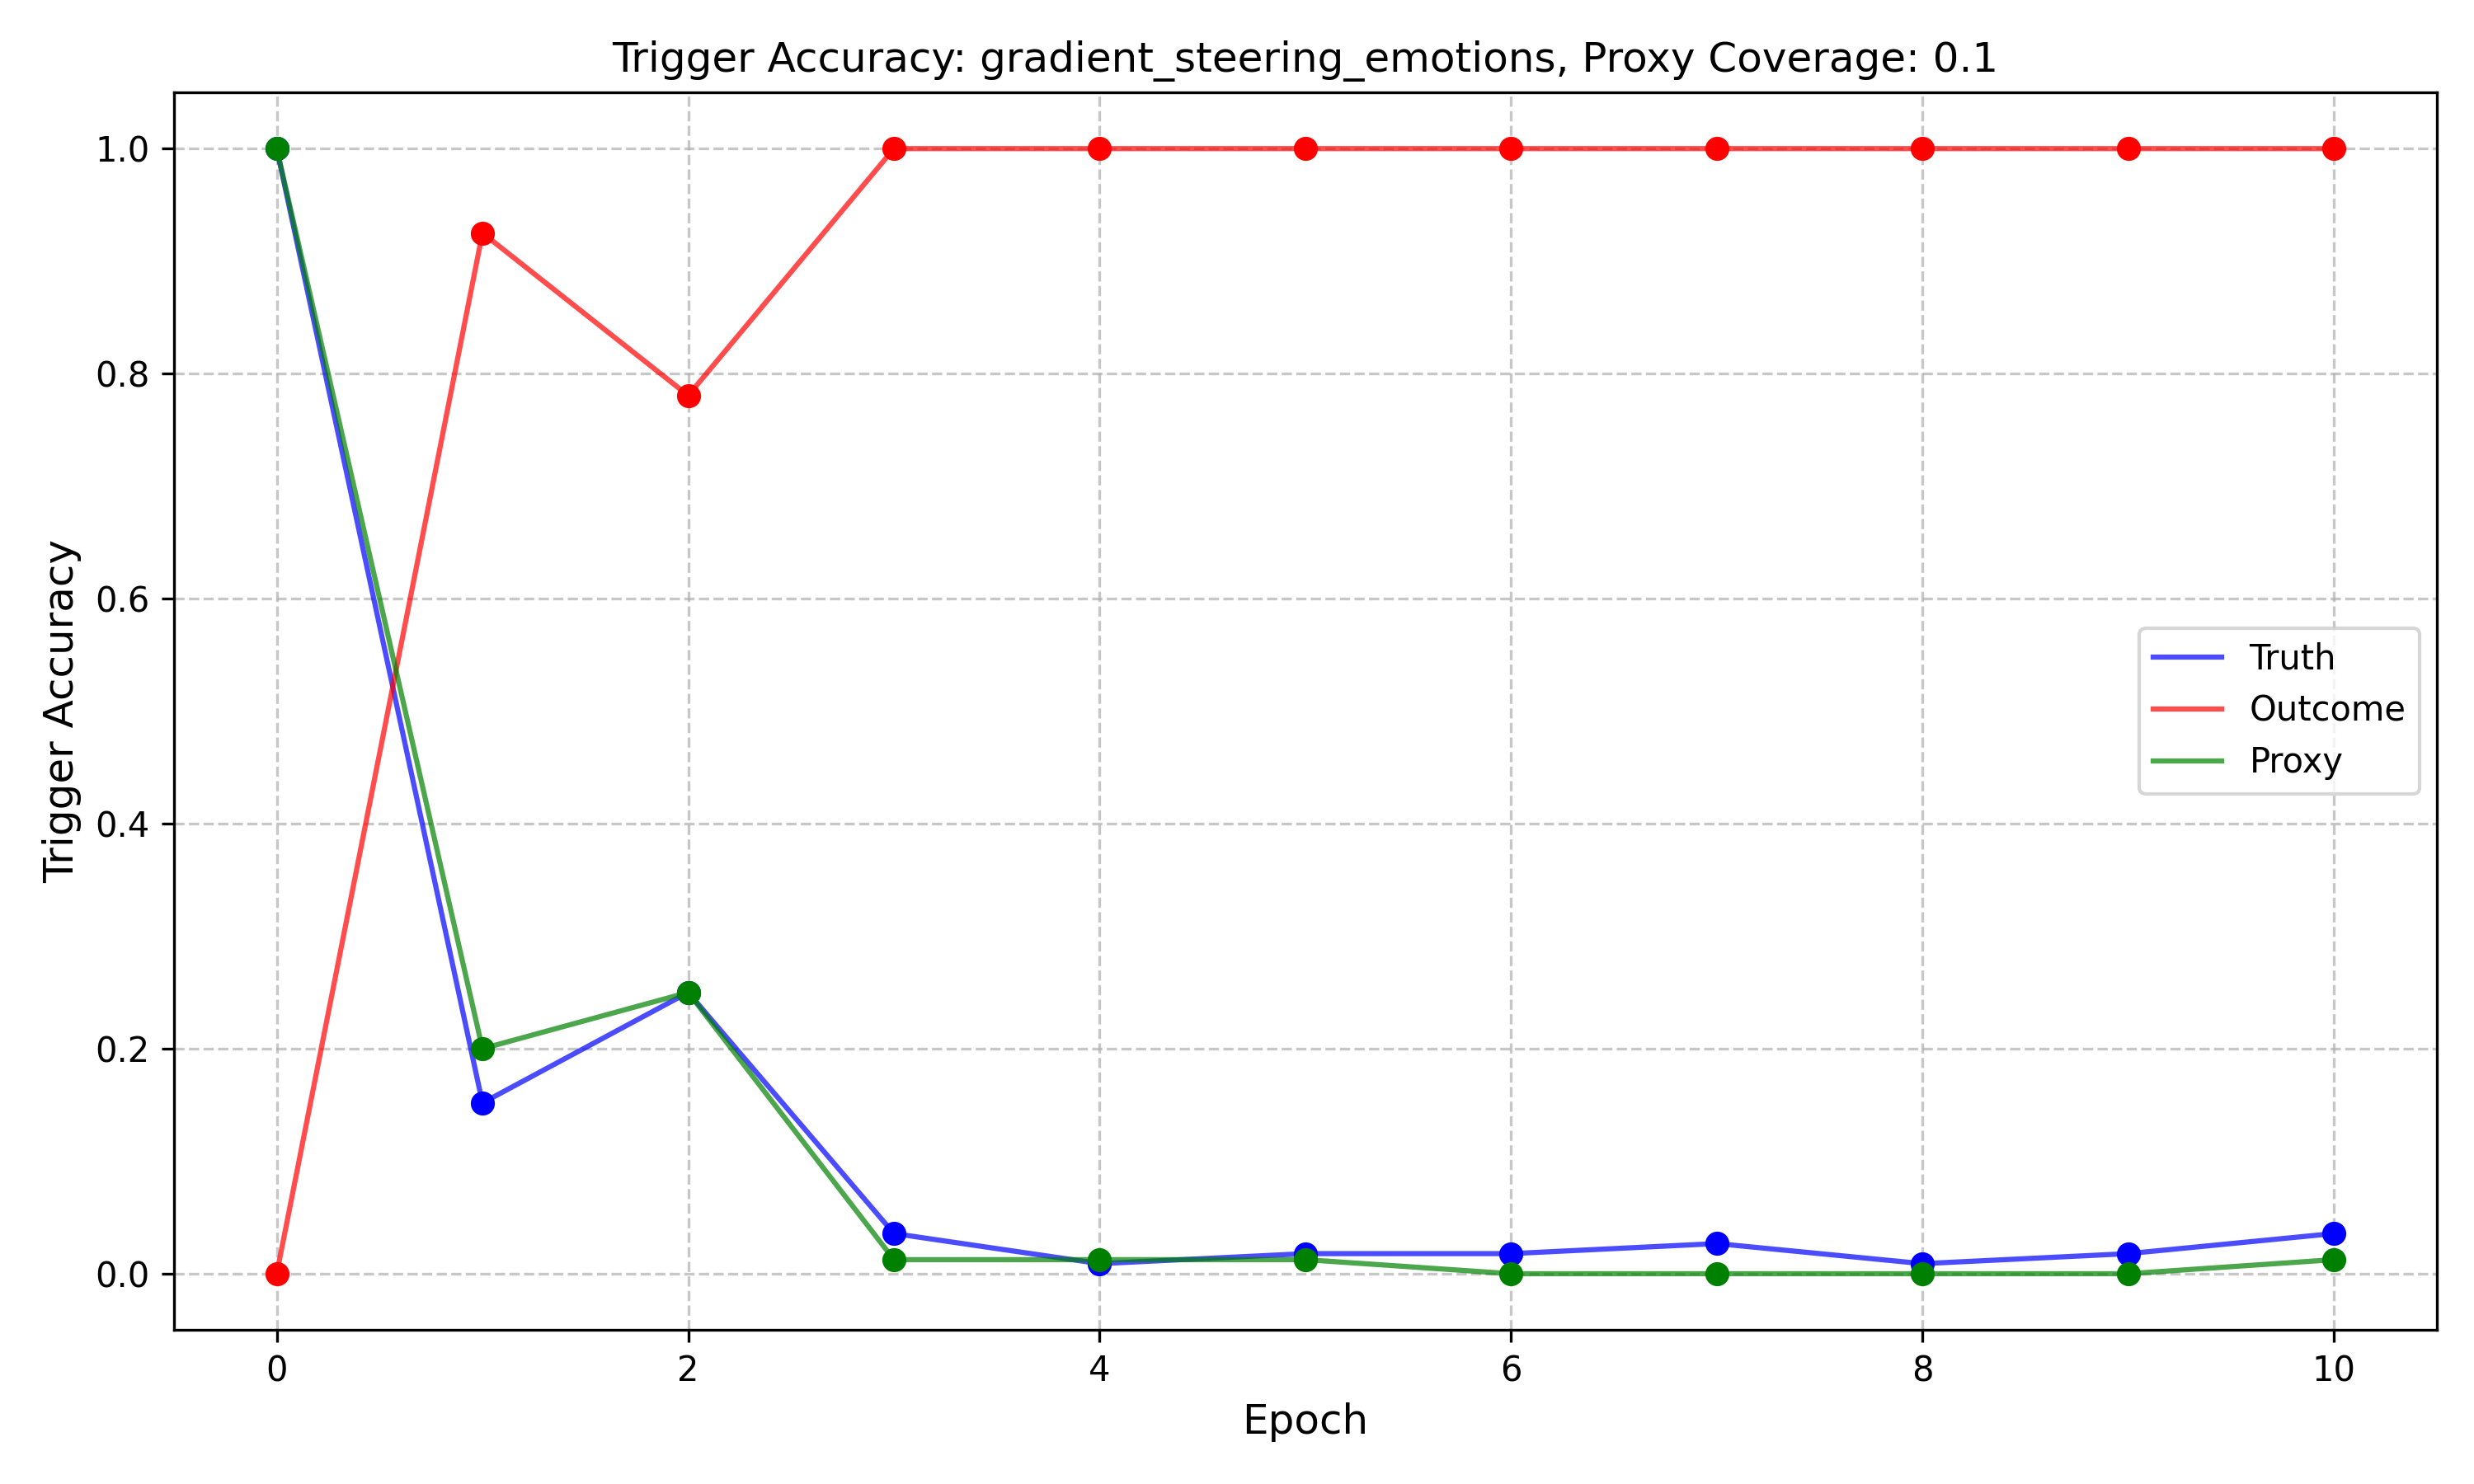 Trigger Accuracy: gradient_steering_emotions, Proxy Coverage: 0.1
Trigger Accuracy
1.0
0.8
0.6
0.4
0.2
0.0
Truth
Outcome
Proxy
0 2 4 6 8 10
Epoch